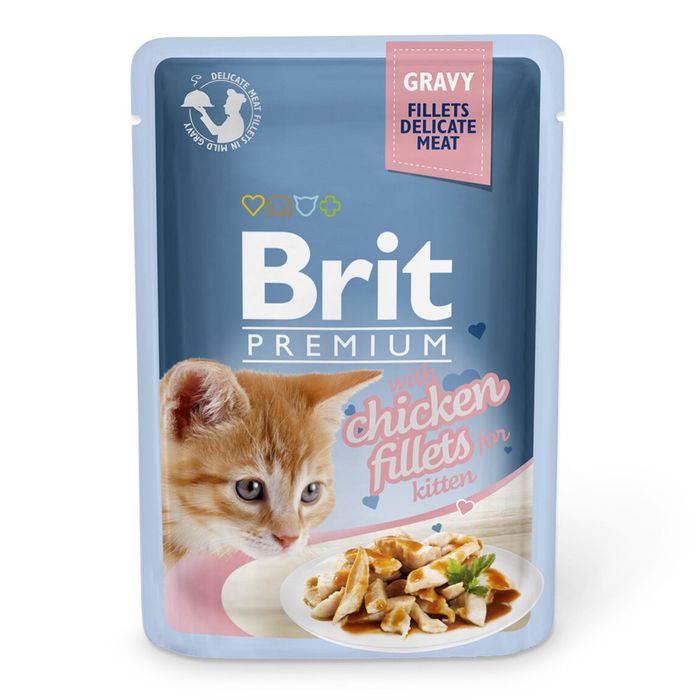 DELICATE MEAT FILLETS IN MILD GRAVY
GRAVY
FILLETS
DELICATE
MEAT
Brit
PREMIUM
with
chicken
fillets for
kitten